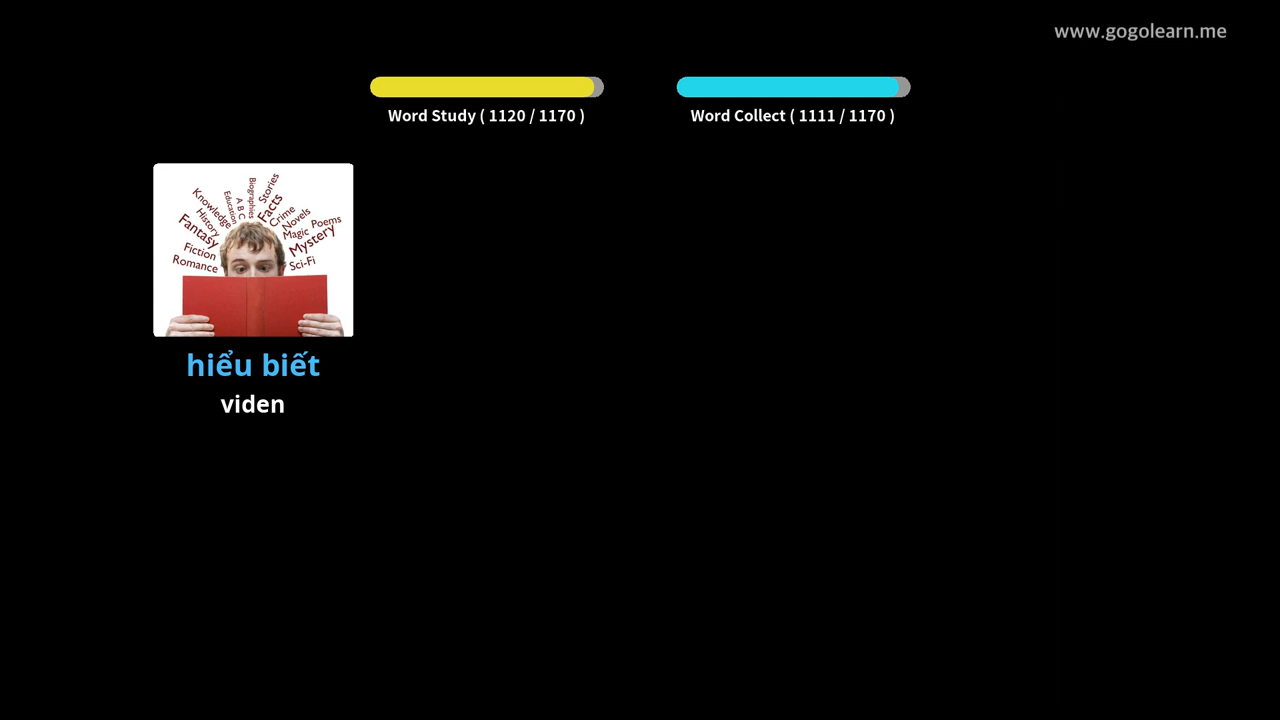 www.gogolearn.me
Word Study ( 1120 / 1170 )
Word Collect ( 1111 / 1170 )
Knowledge
History
Fantasy
Fiction
Romance
Education
A B C
Biographies
Stories
Facts
Crime
Novels
Magic
Poems
Mystery
Sci-Fi
hiểu biết
viden